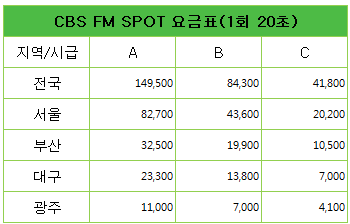 CBS FM SPOT 요금표(1회 20초)
지역/시급 A B C
전국 149,500 84,300 41,800
서울 82,700 43,600 20,200
부산 32,500 19,900 10,500
대구 23,300 13,800 7,000
광주 11,000 7,000 4,100